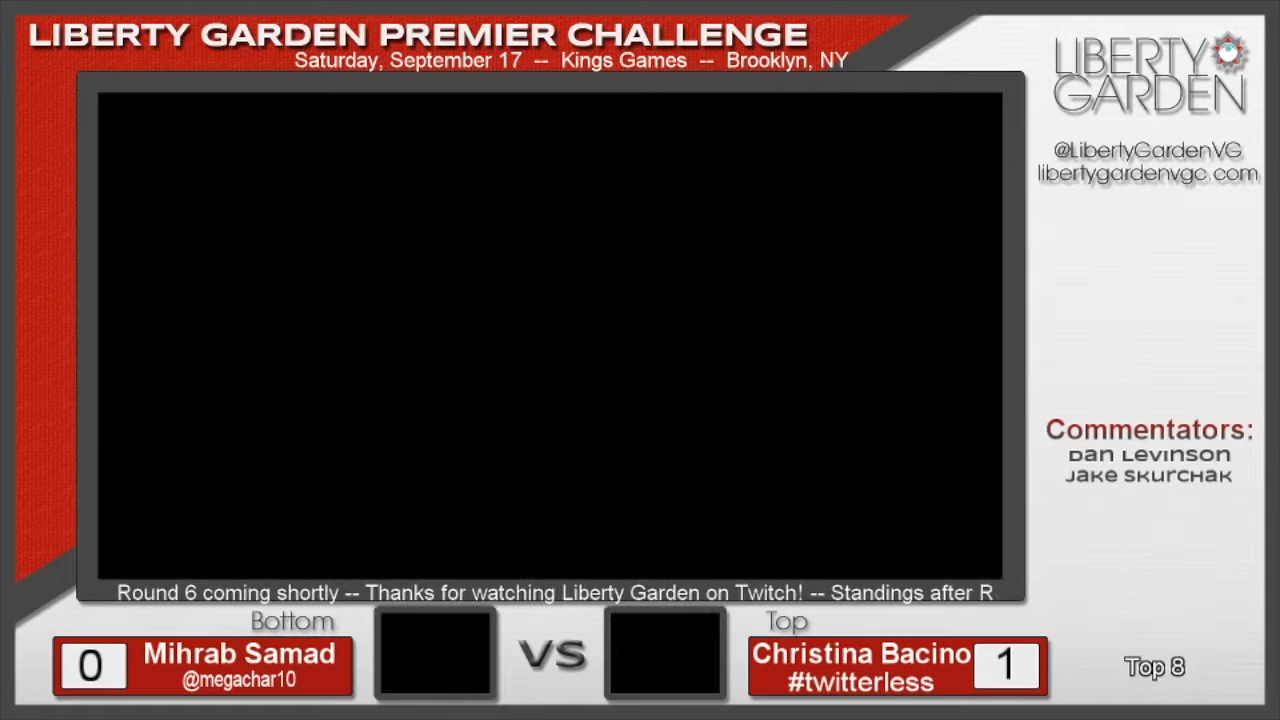 LIBERTY GARDEN PREMIER CHALLENGE
Saturday, September 17 -- Kings Games -- Brooklyn, NY
LIBERTY
GARDEN
@LibertyGardenVG
libertygardenvgc.com
Commentators:
Dan Levinson
Jake Skurchak
Round 6 coming shortly -- Thanks for watching Liberty Garden on Twitch! -- Standings after R
Bottom
0
Mihrab Samad
@megachar10
VS
Top
Christina Bacino
#twitterless
1
Top 8